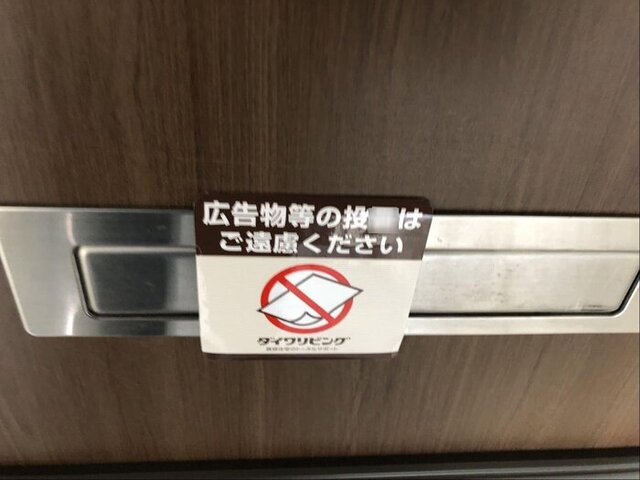 広告物等の投は
ご遠慮ください
ダイワリビング